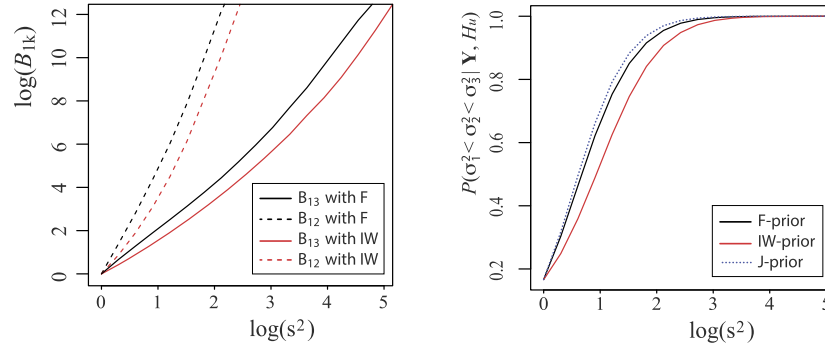 log(B₁ₖ)
12
10
8
6
4
2
0
B₁₃ with F
B₁₂ with F
B₁₃ with IW
B₁₂ with IW
0 1 2 3 4 5
log(s²)
P(σ₁² < σ₂² < σ₃² | Y, Hᵤ)
1.0
0.8
0.6
0.4
0.2
F-prior
IW-prior
J-prior
0 1 2 3 4 5
log(s²)